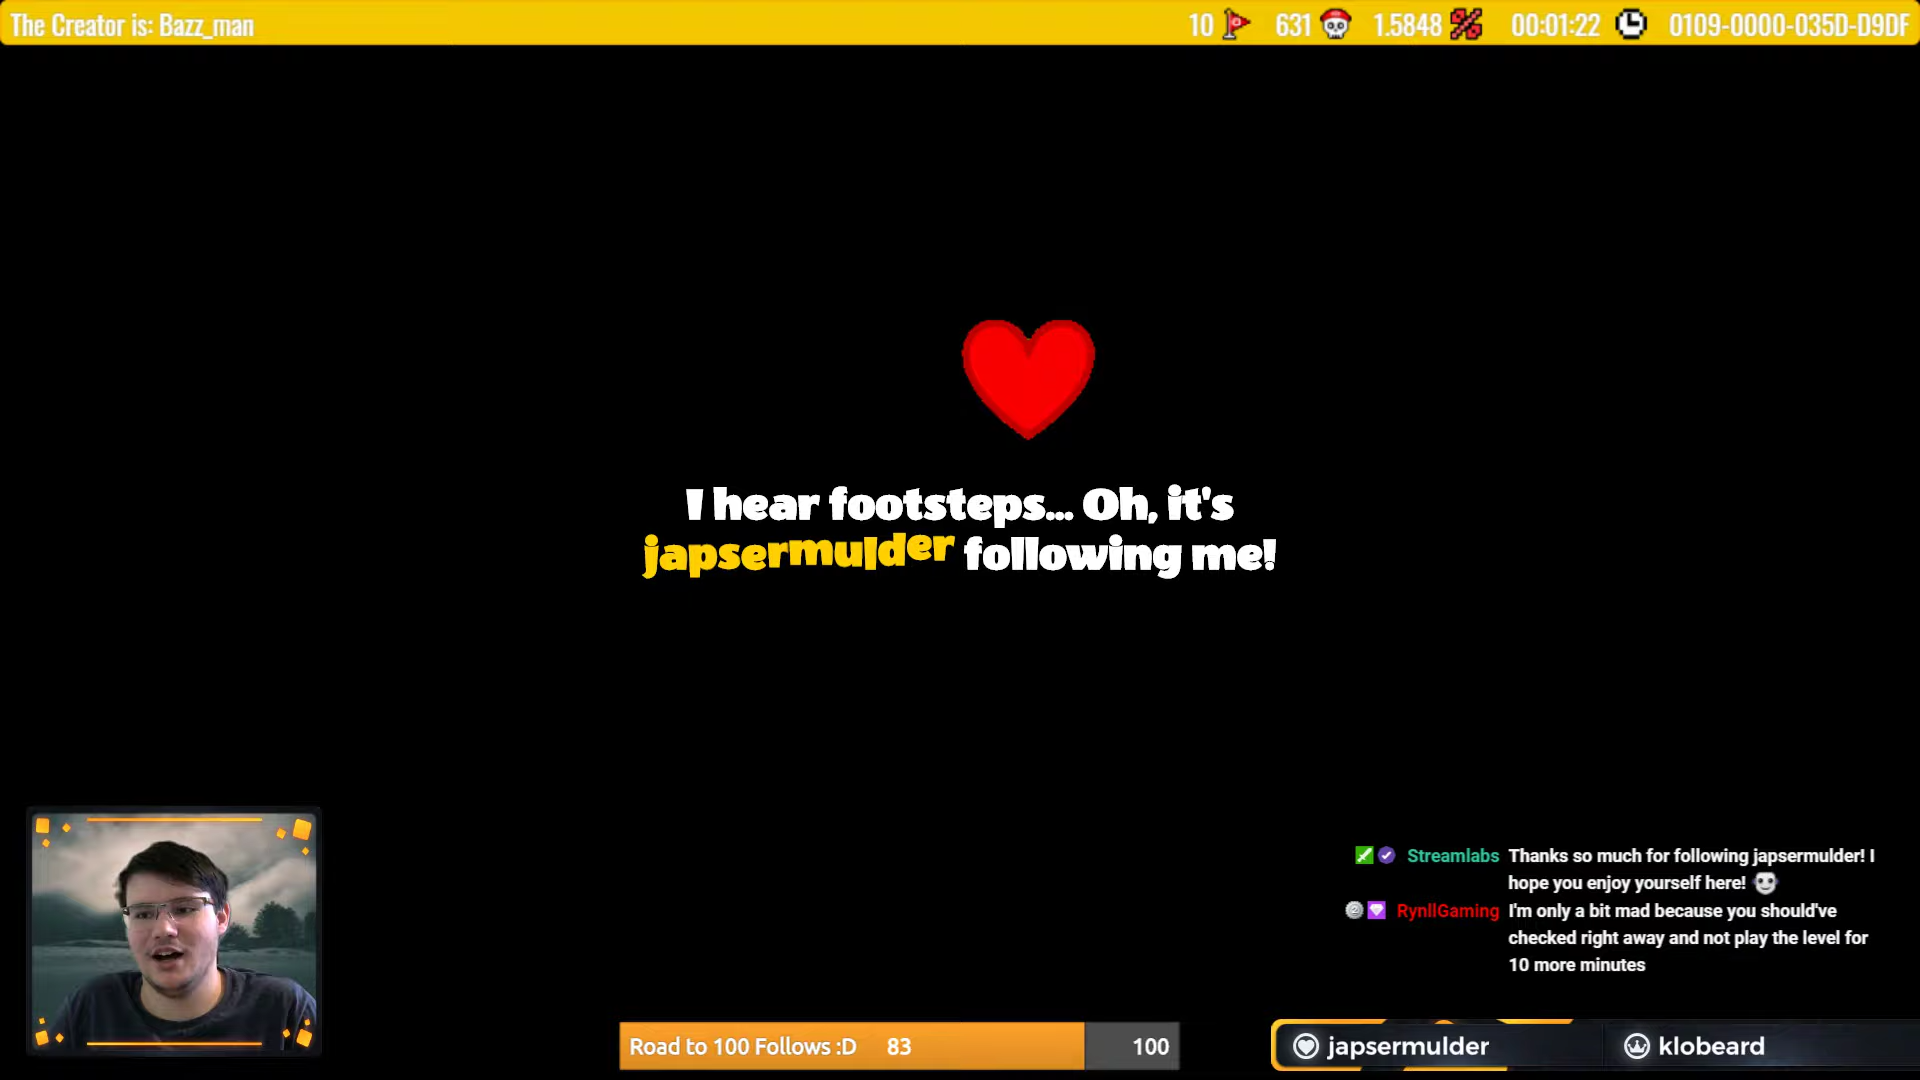 The Creator is: Bazz_man
10 631 1.5848 00:01:22 0109-0000-035D-D9DF
I hear footsteps... Oh, it's
japsermulder following me!
Streamlabs Thanks so much for following japsermulder! I
hope you enjoy yourself here!
RynllGaming I'm only a bit mad because you should've
checked right away and not play the level for
10 more minutes
Road to 100 Follows :D 83 100
japsermulder klobeard